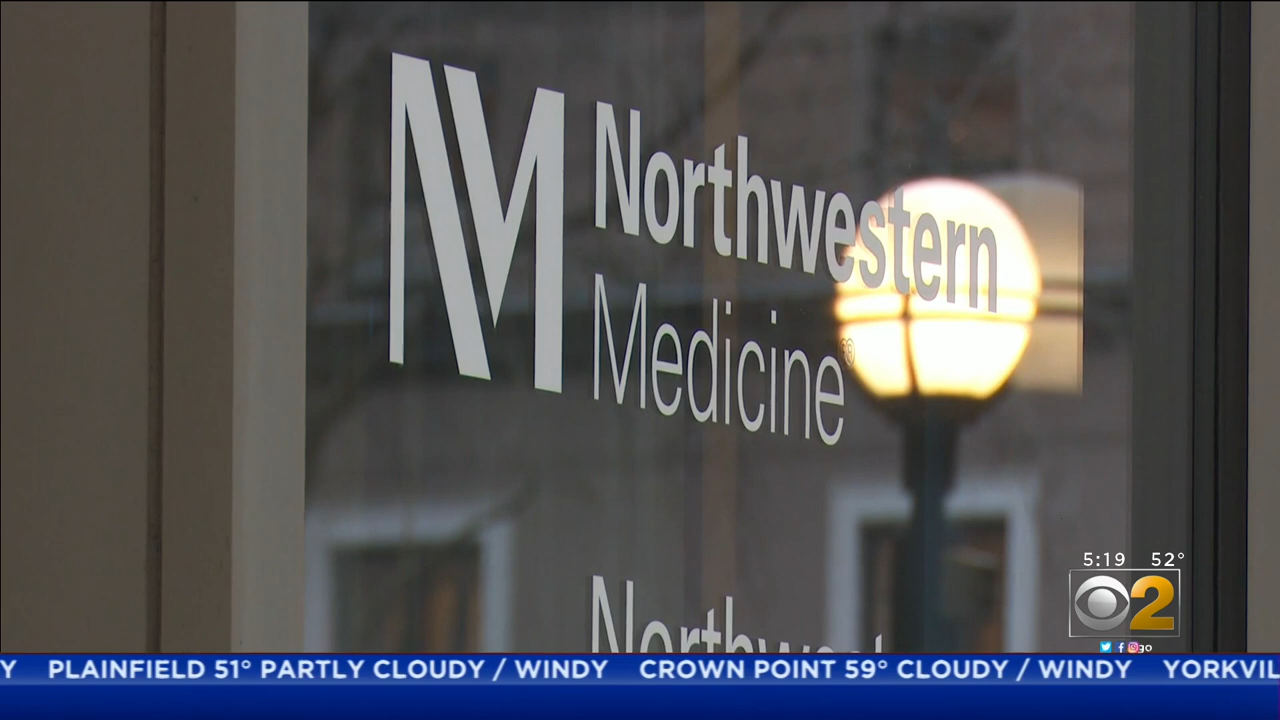 Northwestern
Medicine®
5:19 52°
2
Y PLAINFIELD 51° PARTLY CLOUDY / WINDY CROWN POINT 59° CLOUDY / WINDY